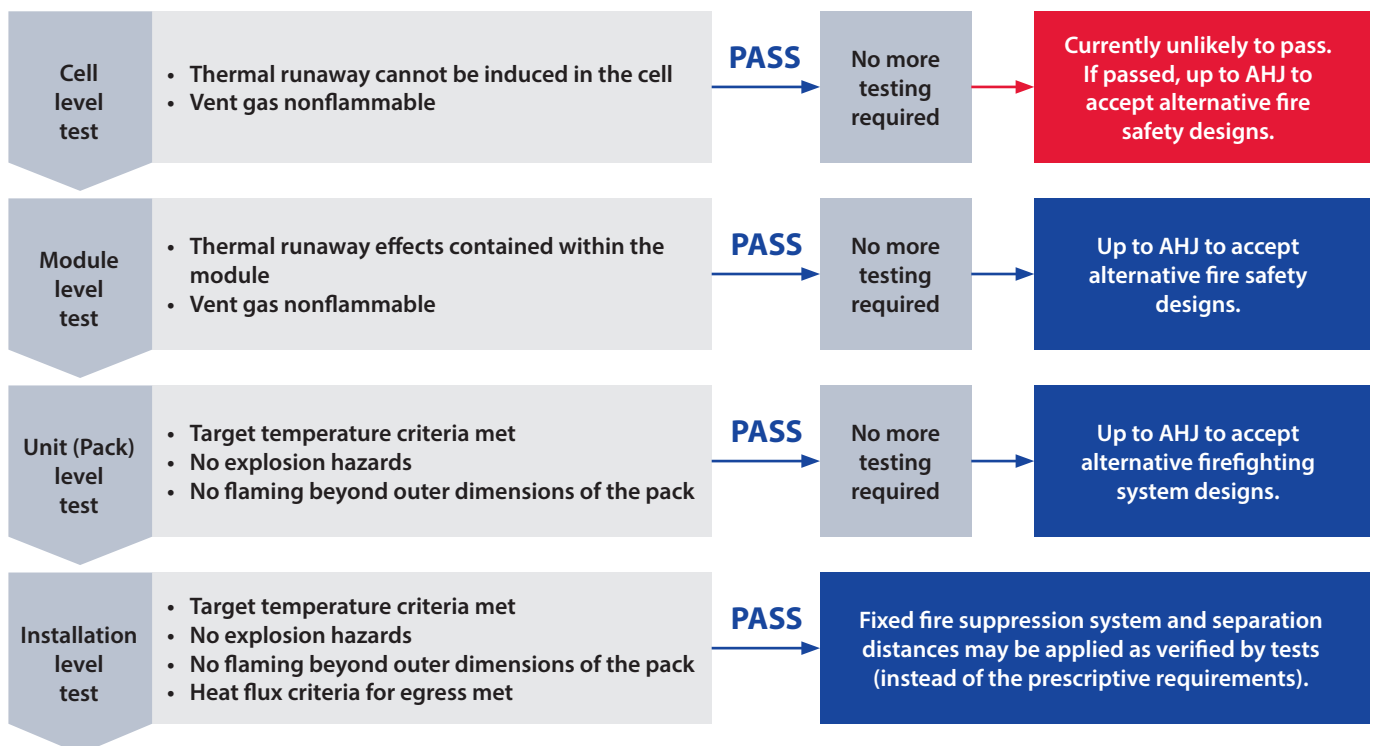 Cell
level
test
• Thermal runaway cannot be induced in the cell
• Vent gas nonflammable
PASS
No more
testing
required
Currently unlikely to pass.
If passed, up to AHJ to
accept alternative fire
safety designs.
Module
level
test
• Thermal runaway effects contained within the
module
• Vent gas nonflammable
PASS
No more
testing
required
Up to AHJ to accept
alternative fire safety
designs.
Unit (Pack)
level
test
• Target temperature criteria met
• No explosion hazards
• No flaming beyond outer dimensions of the pack
PASS
No more
testing
required
Up to AHJ to accept
alternative firefighting
system designs.
Installation
level
test
• Target temperature criteria met
• No explosion hazards
• No flaming beyond outer dimensions of the pack
• Heat flux criteria for egress met
PASS
Fixed fire suppression system and separation
distances may be applied as verified by tests
(instead of the prescriptive requirements).